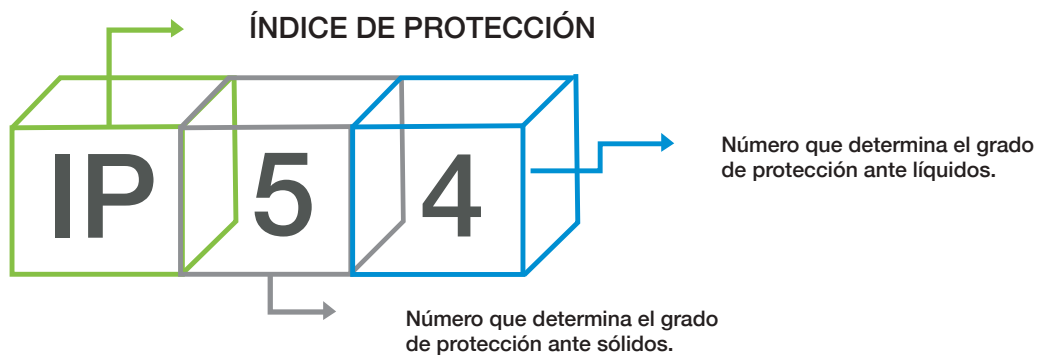 ÍNDICE DE PROTECCIÓN
IP 5 4
Número que determina el grado
de protección ante líquidos.
Número que determina el grado
de protección ante sólidos.